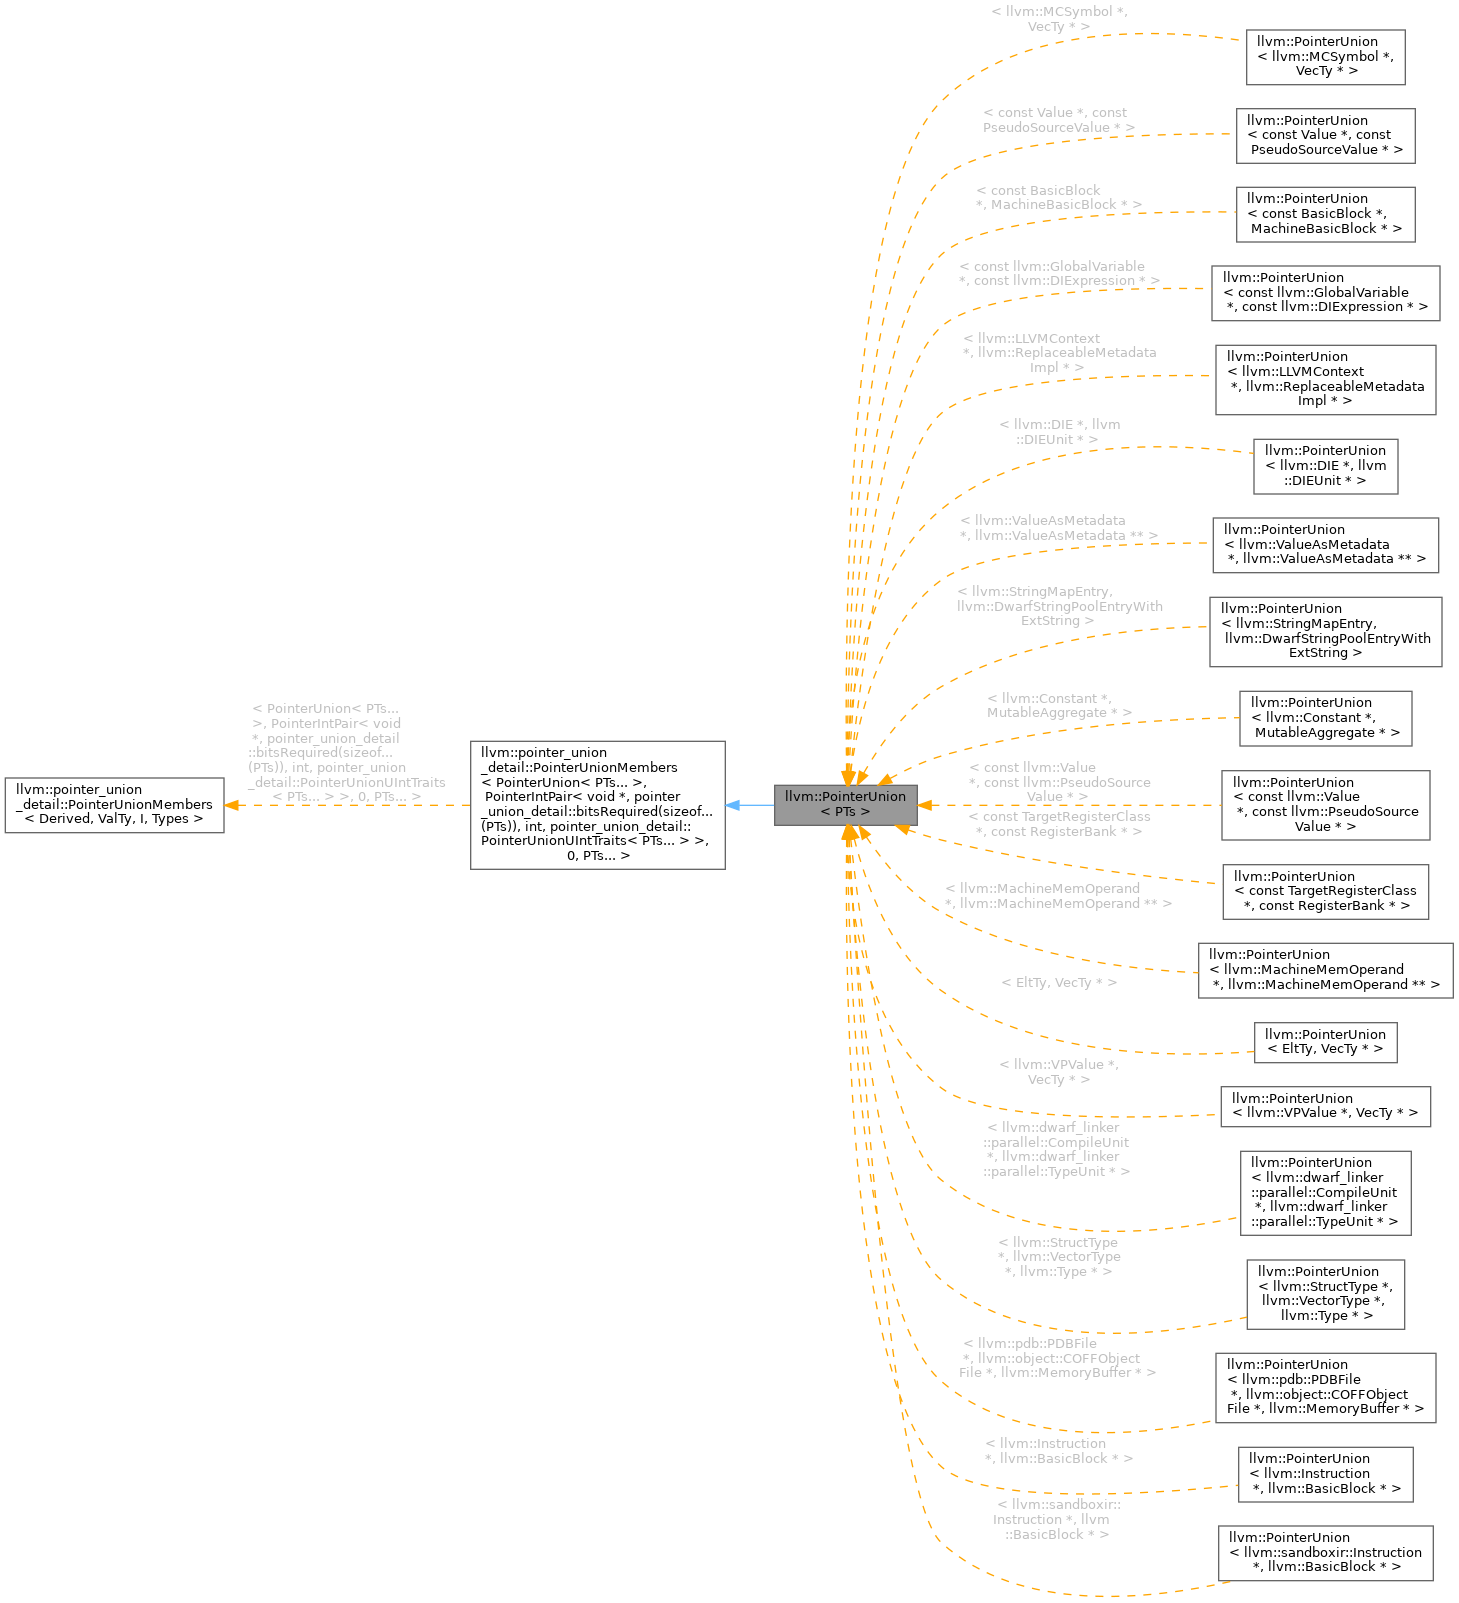 < llvm::MCSymbol *,
VecTy * >
llvm::PointerUnion
< llvm::MCSymbol *,
VecTy * >
< const Value *, const
PseudoSourceValue * >
llvm::PointerUnion
< const Value *, const
PseudoSourceValue * >
< const BasicBlock
*, MachineBasicBlock * >
llvm::PointerUnion
< const BasicBlock *,
MachineBasicBlock * >
< const llvm::GlobalVariable
*, const llvm::DIExpression * >
llvm::PointerUnion
< const llvm::GlobalVariable
*, const llvm::DIExpression * >
< llvm::LLVMContext
*, llvm::ReplaceableMetadata
Impl * >
llvm::PointerUnion
< llvm::LLVMContext
*, llvm::ReplaceableMetadata
Impl * >
< llvm::DIE *, llvm
::DIEUnit * >
llvm::PointerUnion
< llvm::DIE *, llvm
::DIEUnit * >
< llvm::ValueAsMetadata
*, llvm::ValueAsMetadata ** >
llvm::PointerUnion
< llvm::ValueAsMetadata
*, llvm::ValueAsMetadata ** >
< llvm::StringMapEntry,
llvm::DwarfStringPoolEntryWith
ExtString >
llvm::PointerUnion
< llvm::StringMapEntry,
llvm::DwarfStringPoolEntryWith
ExtString >
< llvm::Constant *,
MutableAggregate * >
llvm::PointerUnion
< llvm::Constant *,
MutableAggregate * >
llvm::pointer_union
_detail::PointerUnionMembers
< Derived, ValTy, I, Types >
< PointerUnion< PTs...
>, PointerIntPair< void
*, pointer_union_detail
::bitsRequired(sizeof...
(PTs)), int, pointer_union
_detail::PointerUnionUIntTraits
< PTs... > >, 0, PTs... >
llvm::pointer_union
_detail::PointerUnionMembers
< PointerUnion< PTs... >,
PointerIntPair< void *, pointer
_union_detail::bitsRequired(sizeof...
(PTs)), int, pointer_union_detail::
PointerUnionUIntTraits< PTs... > >,
0, PTs... >
llvm::PointerUnion
< PTs >
< const llvm::Value
*, const llvm::PseudoSource
Value * >
llvm::PointerUnion
< const llvm::Value
*, const llvm::PseudoSource
Value * >
< const TargetRegisterClass
*, const RegisterBank * >
llvm::PointerUnion
< const TargetRegisterClass
*, const RegisterBank * >
< llvm::MachineMemOperand
*, llvm::MachineMemOperand ** >
llvm::PointerUnion
< llvm::MachineMemOperand
*, llvm::MachineMemOperand ** >
< EltTy, VecTy * >
llvm::PointerUnion
< EltTy, VecTy * >
< llvm::VPValue *,
VecTy * >
llvm::PointerUnion
< llvm::VPValue *, VecTy * >
< llvm::dwarf_linker
::parallel::CompileUnit
*, llvm::dwarf_linker
::parallel::TypeUnit * >
llvm::PointerUnion
< llvm::dwarf_linker
::parallel::CompileUnit
*, llvm::dwarf_linker
::parallel::TypeUnit * >
< llvm::StructType
*, llvm::VectorType
*, llvm::Type * >
llvm::PointerUnion
< llvm::StructType *,
llvm::VectorType *,
llvm::Type * >
< llvm::pdb::PDBFile
*, llvm::object::COFFObject
File *, llvm::MemoryBuffer * >
llvm::PointerUnion
< llvm::pdb::PDBFile
*, llvm::object::COFFObject
File *, llvm::MemoryBuffer * >
< llvm::Instruction
*, llvm::BasicBlock * >
llvm::PointerUnion
< llvm::Instruction
*, llvm::BasicBlock * >
< llvm::sandboxir::
Instruction *, llvm
::BasicBlock * >
llvm::PointerUnion
< llvm::sandboxir::Instruction
*, llvm::BasicBlock * >